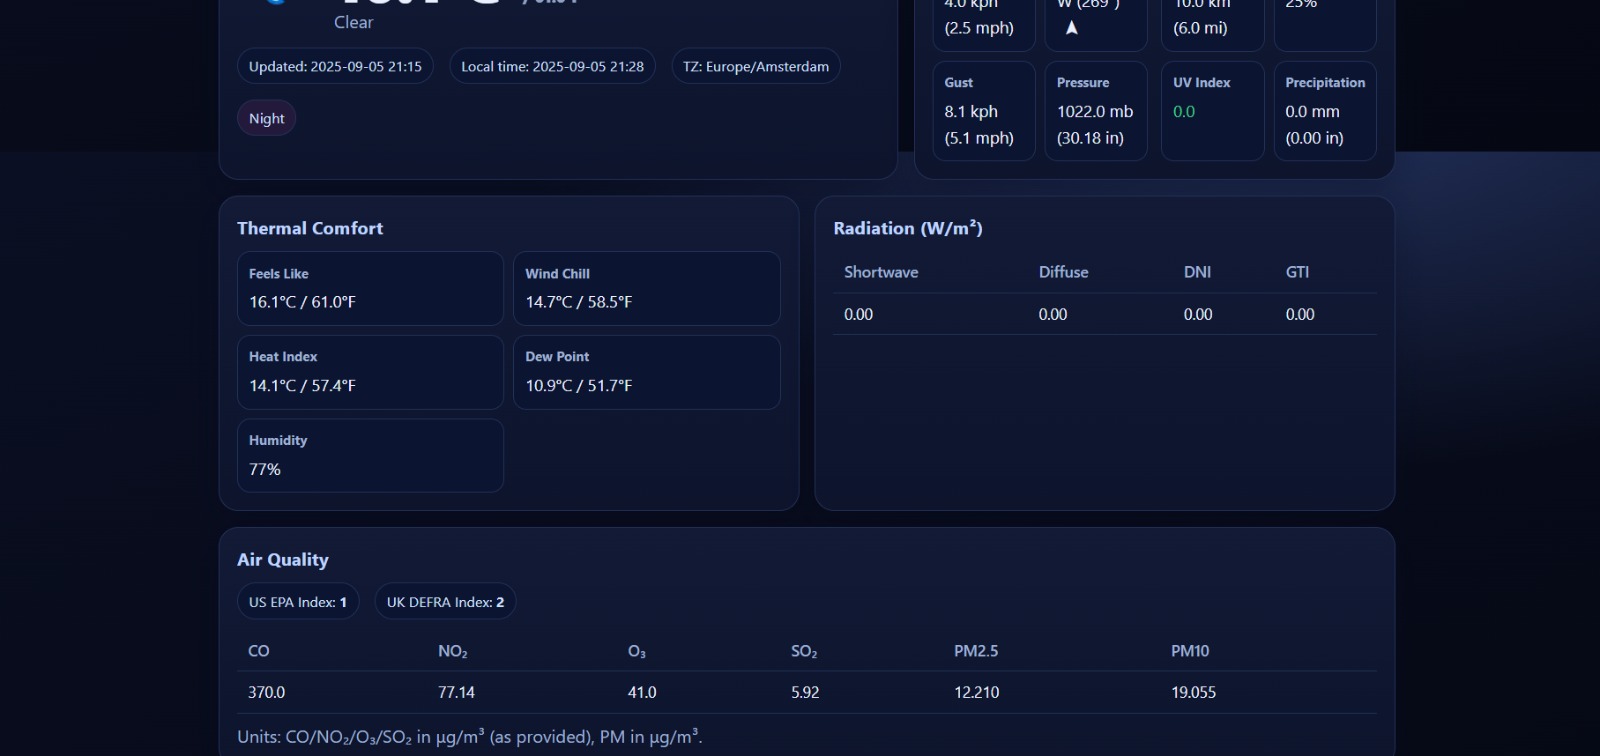 Clear
Updated: 2025-09-05 21:15
Local time: 2025-09-05 21:28
TZ: Europe/Amsterdam
Night
4.0 kph
(2.5 mph)
W (269°)
10.0 km
(6.0 mi)
25%
Gust
8.1 kph
(5.1 mph)
Pressure
1022.0 mb
(30.18 in)
UV Index
0.0
Precipitation
0.0 mm
(0.00 in)
Thermal Comfort
Feels Like
16.1°C / 61.0°F
Wind Chill
14.7°C / 58.5°F
Heat Index
14.1°C / 57.4°F
Dew Point
10.9°C / 51.7°F
Humidity
77%
Radiation (W/m²)
Shortwave Diffuse DNI GTI
0.00 0.00 0.00 0.00
Air Quality
US EPA Index: 1
UK DEFRA Index: 2
CO NO₂ O₃ SO₂ PM2.5 PM10
370.0 77.14 41.0 5.92 12.210 19.055
Units: CO/NO₂/O₃/SO₂ in µg/m³ (as provided), PM in µg/m³.